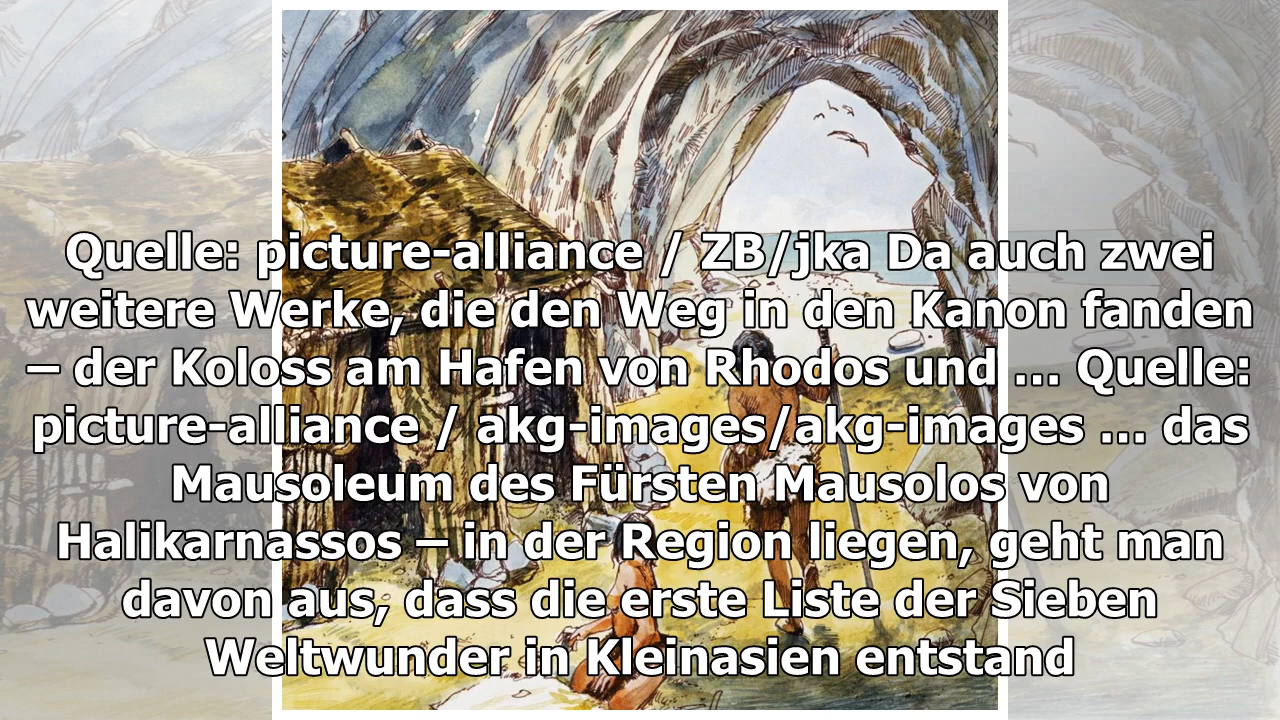 Quelle: picture-alliance / ZB/jka Da auch zwei
weitere Werke, die den Weg in den Kanon fanden
– der Koloss am Hafen von Rhodos und ... Quelle:
picture-alliance / akg-images/akg-images ... das
Mausoleum des Fürsten Mausolos von
Halikarnassos – in der Region liegen, geht man
davon aus, dass die erste Liste der Sieben
Weltwunder in Kleinasien entstand